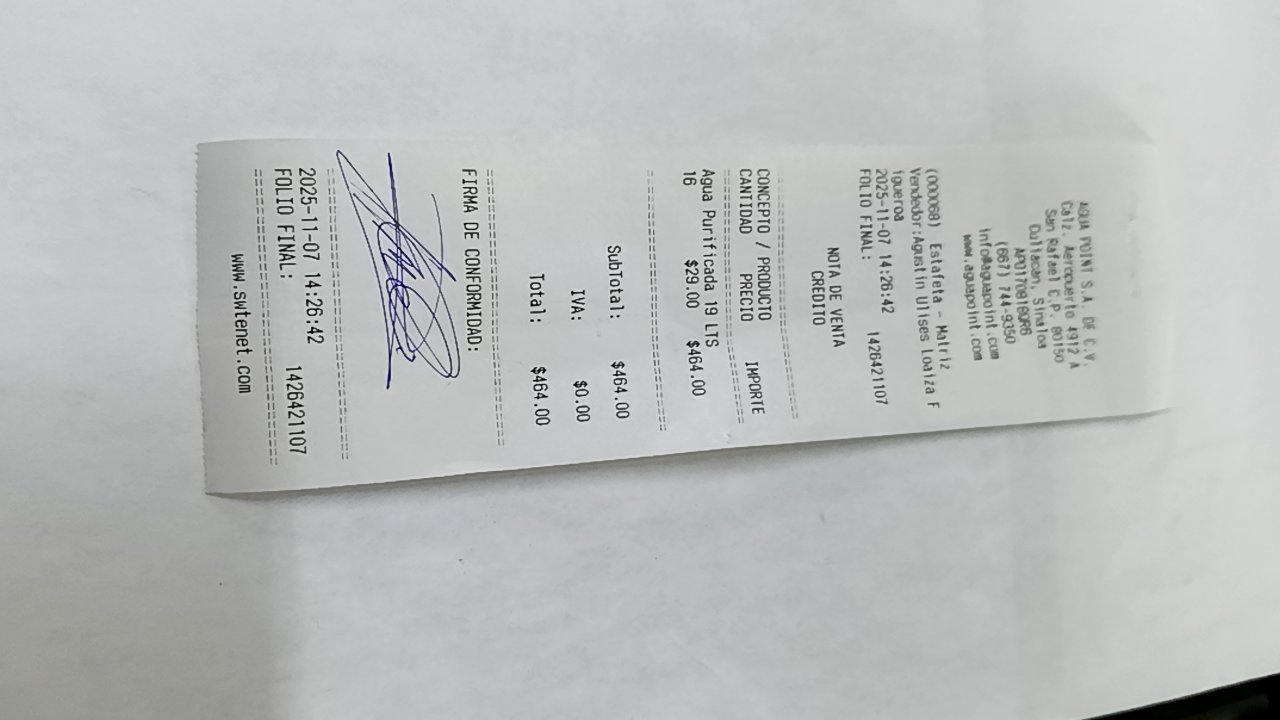 AGUA POINT S.A. DE C.V.
Calz. Aeropuerto 4912 A
San Rafael C.P. 80150
Culiacan, Sinaloa
(667) 744-9350
info@aguapoint.com
www.aguapoint.com
(000068) Estafeta - Matriz
Vendedor:Agustin Ulises Loaiza F
igueroa
2025-11-07 14:26:42
FOLIO FINAL: 1426421107
NOTA DE VENTA
CREDITO
CONCEPTO / PRODUCTO
CANTIDAD PRECIO IMPORTE
Agua Purificada 19 LTS
16 $29.00 $464.00
SubTotal: $464.00
IVA: $0.00
Total: $464.00
FIRMA DE CONFORMIDAD:
2025-11-07 14:26:42
FOLIO FINAL: 1426421107
www.swtenet.com